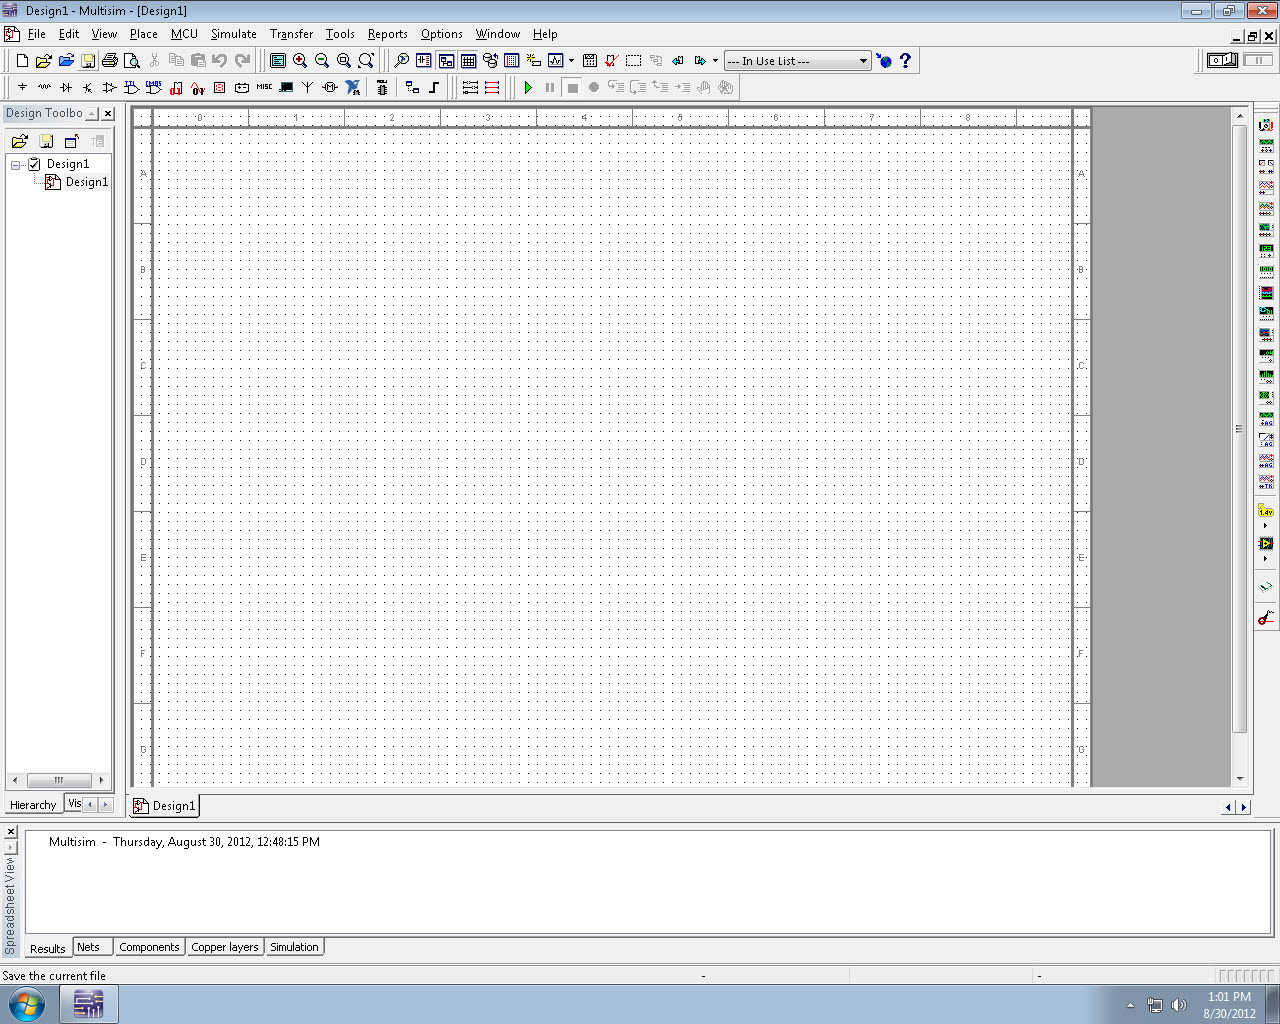 Design1 - Multisim - [Design1]
File Edit View Place MCU Simulate Transfer Tools Reports Options Window Help
--- In Use List ---
MISC
Design Toolbo
0 1 2 3 4 5 6 7 8
Design1
Design1
A A
B B
C C
D D
E E
F F
G G
1.4v
Hierarchy Vis
Design1
Multisim - Thursday, August 30, 2012, 12:48:15 PM
Spreadsheet View
Results Nets Components Copper layers Simulation
Save the current file - -
1:01 PM
8/30/2012